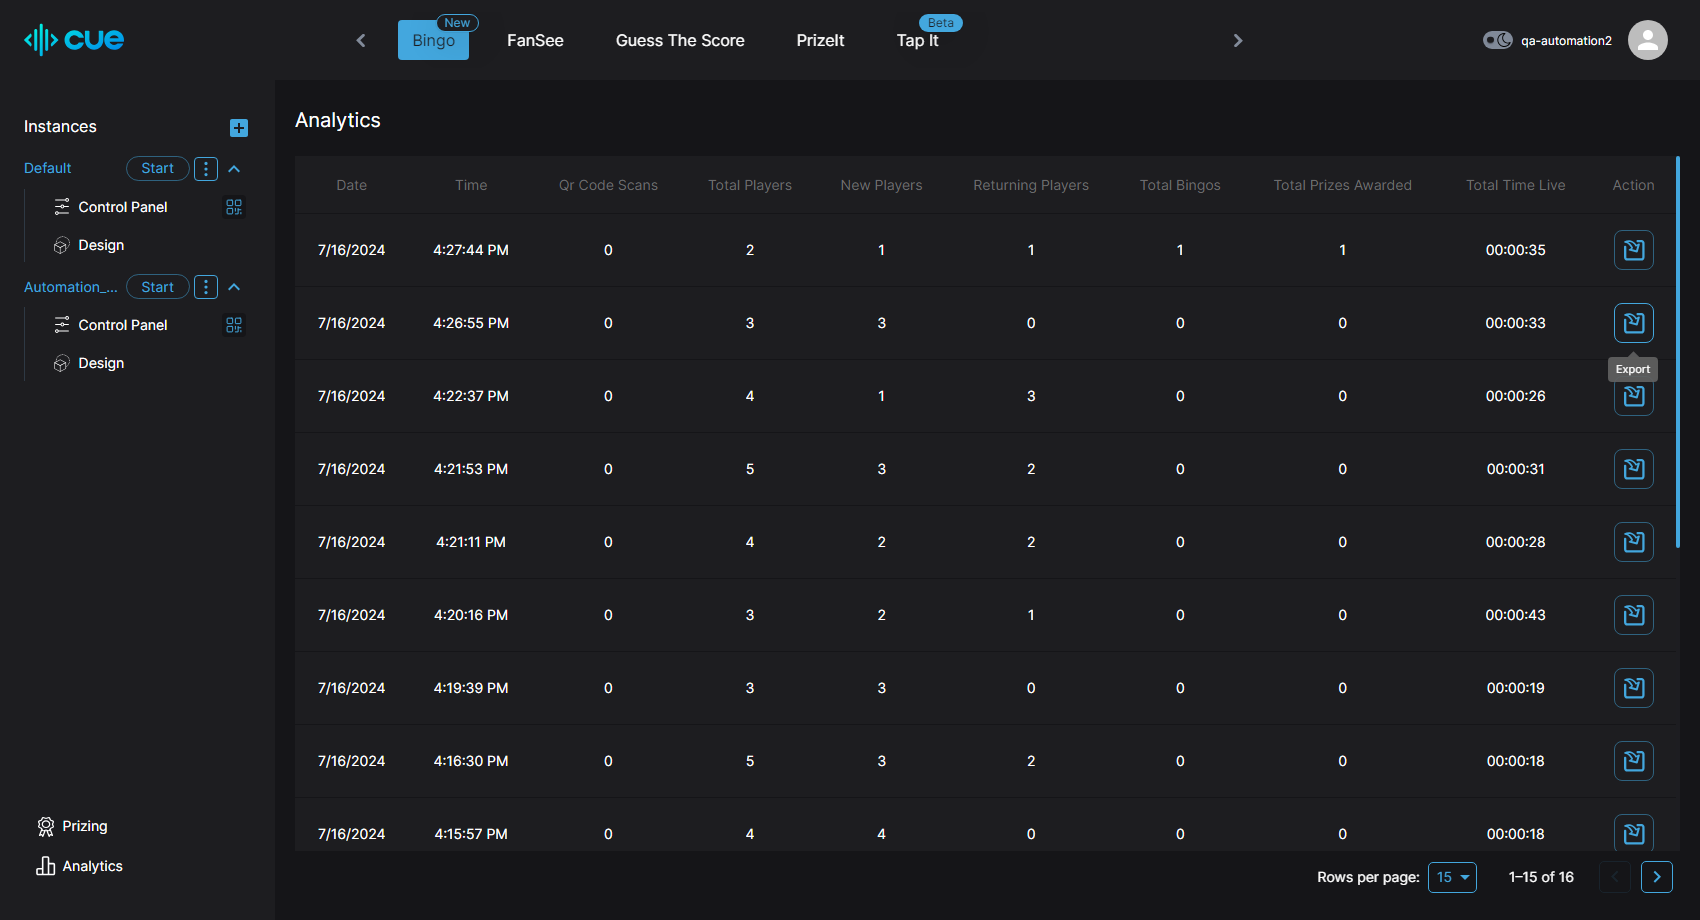 cue
Bingo
New
FanSee
Guess The Score
PrizeIt
Tap It
Beta
qa-automation2
Instances
Default
Start
Control Panel
Design
Automation_...
Start
Control Panel
Design
Prizing
Analytics
Analytics
Date Time Qr Code Scans Total Players New Players Returning Players Total Bingos Total Prizes Awarded Total Time Live Action
7/16/2024 4:27:44 PM 0 2 1 1 1 1 00:00:35
7/16/2024 4:26:55 PM 0 3 3 0 0 0 00:00:33
Export
7/16/2024 4:22:37 PM 0 4 1 3 0 0 00:00:26
7/16/2024 4:21:53 PM 0 5 3 2 0 0 00:00:31
7/16/2024 4:21:11 PM 0 4 2 2 0 0 00:00:28
7/16/2024 4:20:16 PM 0 3 2 1 0 0 00:00:43
7/16/2024 4:19:39 PM 0 3 3 0 0 0 00:00:19
7/16/2024 4:16:30 PM 0 5 3 2 0 0 00:00:18
7/16/2024 4:15:57 PM 0 4 4 0 0 0 00:00:18
Rows per page: 15 1–15 of 16